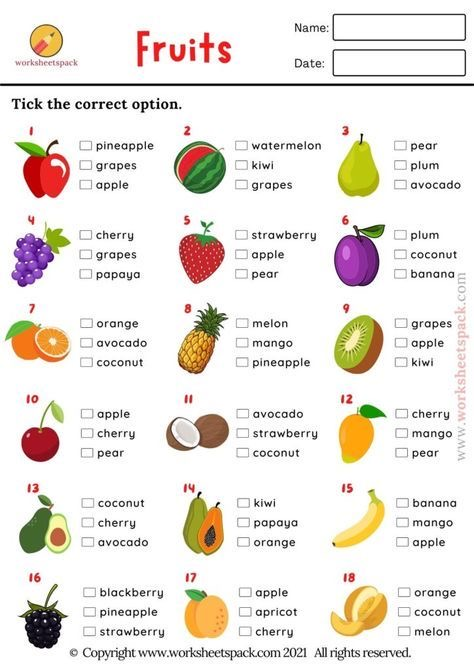 Name:
Fruits
worksheetspack
Date:
Tick the correct option.
1
pineapple
grapes
apple
2
watermelon
kiwi
grapes
3
pear
plum
avocado
4
cherry
grapes
papaya
5
strawberry
apple
pear
6
plum
coconut
banana
7
orange
avocado
coconut
8
melon
mango
pineapple
9
grapes
apple
kiwi
10
apple
cherry
pear
11
avocado
strawberry
coconut
12
cherry
mango
pear
13
coconut
cherry
avocado
14
kiwi
papaya
orange
15
banana
mango
apple
16
blackberry
pineapple
strawberry
17
apple
apricot
cherry
18
orange
coconut
melon
www.worksheetspack.com
© Copyright www.worksheetspack.com 2021 All rights reserved.